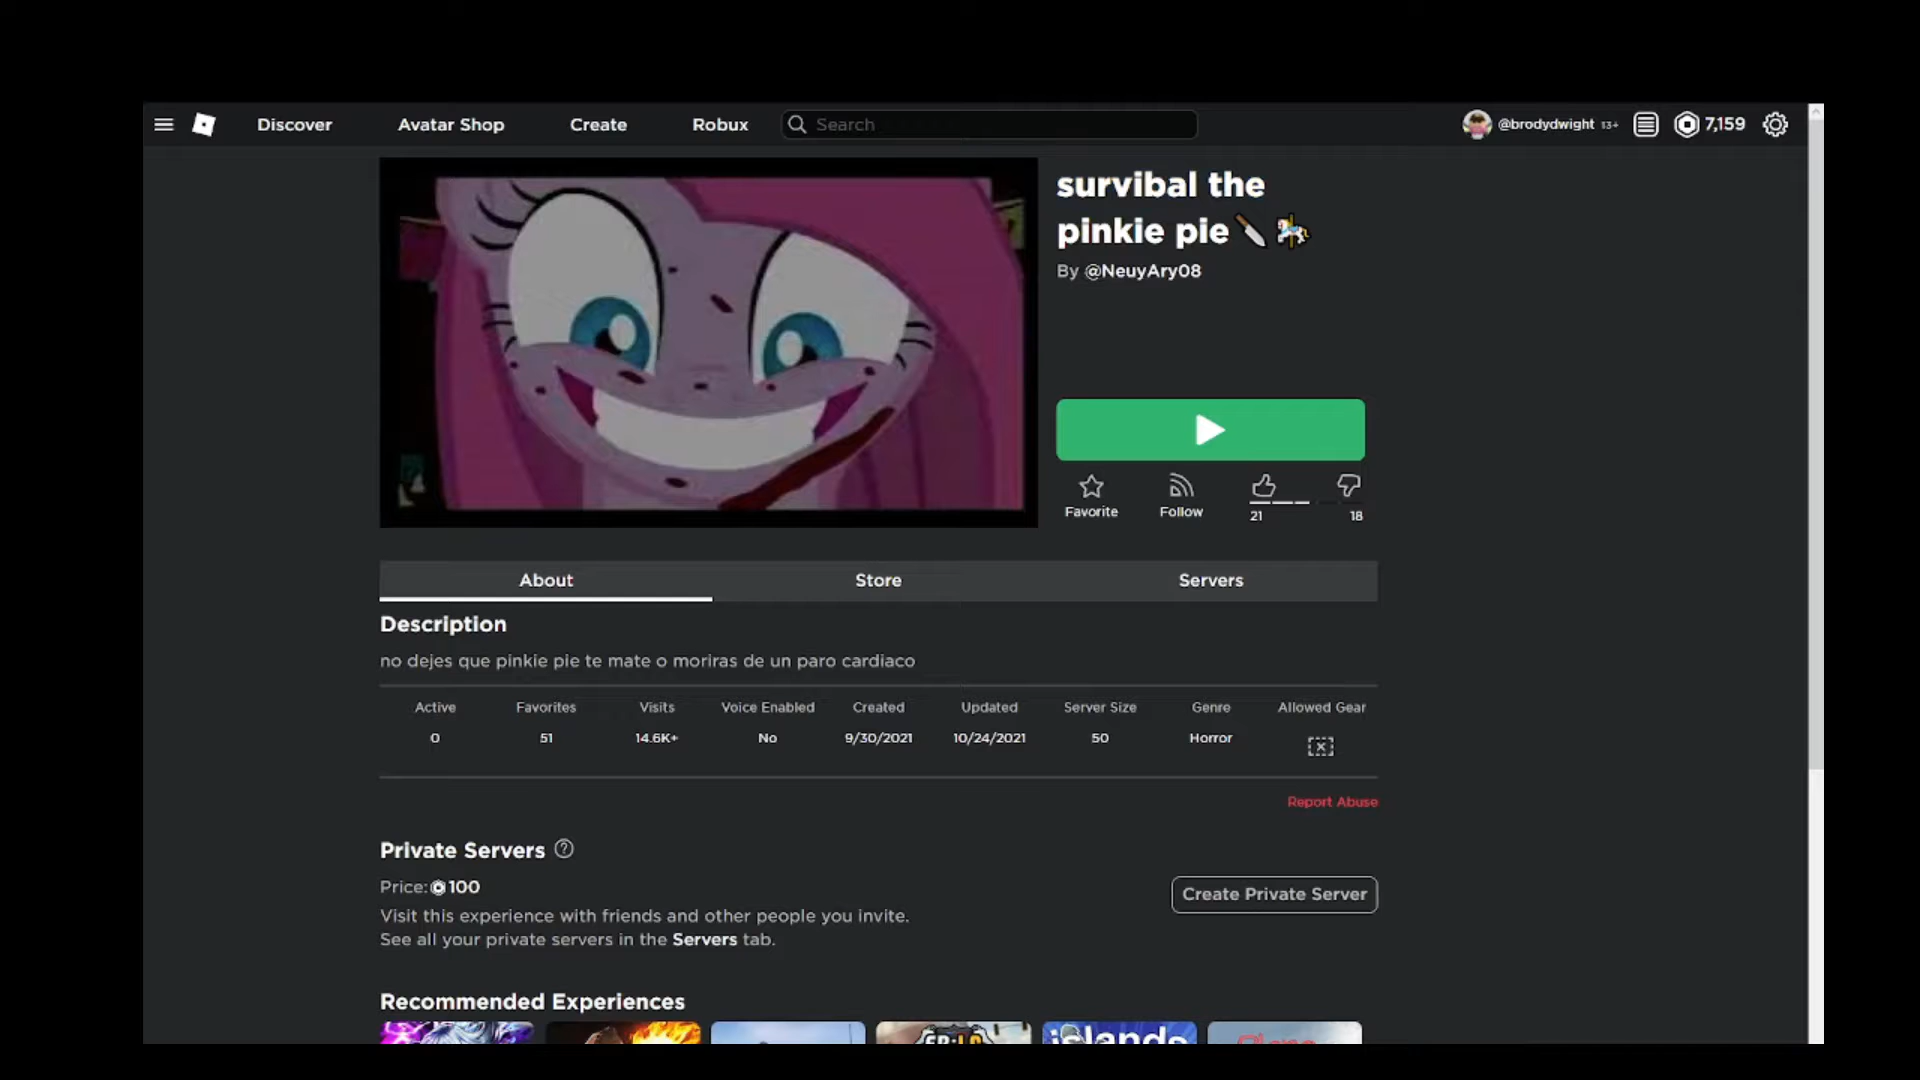 Discover Avatar Shop Create Robux Search @brodydwight 13+ 7,159
survibal the
pinkie pie🔪🎠
By @NeuyAry08
Favorite Follow
21 18
About Store Servers
Description
no dejes que pinkie pie te mate o moriras de un paro cardiaco
Active Favorites Visits Voice Enabled Created Updated Server Size Genre Allowed Gear
0 51 14.6K+ No 9/30/2021 10/24/2021 50 Horror
Report Abuse
Private Servers
Price: 100
Create Private Server
Visit this experience with friends and other people you invite.
See all your private servers in the Servers tab.
Recommended Experiences
islands